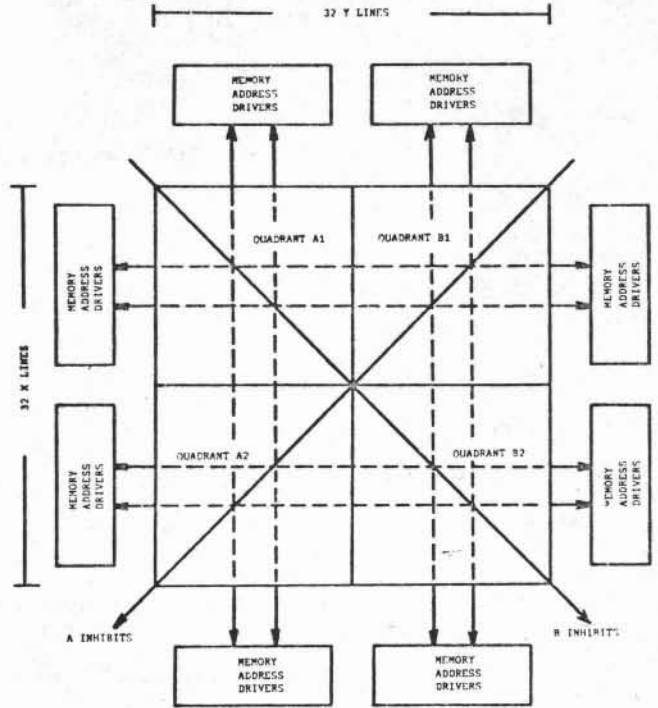 32 Y LINES
MEMORY
ADDRESS
DRIVERS
MEMORY
ADDRESS
DRIVERS
QUADRANT A1
QUADRANT B1
MEMORY
ADDRESS
DRIVERS
MEMORY
ADDRESS
DRIVERS
32 X LINES
MEMORY
ADDRESS
DRIVERS
QUADRANT A2
QUADRANT B2
MEMORY
ADDRESS
DRIVERS
A INHIBITS
B INHIBITS
MEMORY
ADDRESS
DRIVERS
MEMORY
ADDRESS
DRIVERS